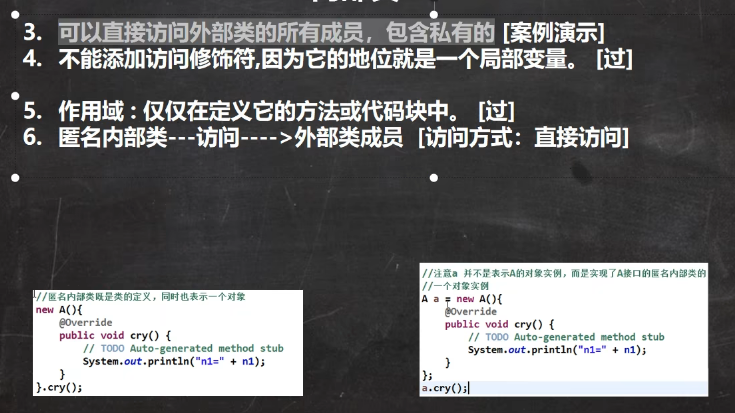 3. 可以直接访问外部类的所有成员，包含私有的 [案例演示]
4. 不能添加访问修饰符,因为它的地位就是一个局部变量。 [过]
5. 作用域 : 仅仅在定义它的方法或代码块中。 [过]
6. 匿名内部类---访问---->外部类成员 [访问方式：直接访问]
//匿名内部类既是类的定义，同时也表示一个对象
new A(){
@Override
public void cry() {
// TODO Auto-generated method stub
System.out.println("n1=" + n1);
}
}.cry();
//注意a 并不是表示A的对象实例，而是实现了A接口的匿名内部类的
//一个对象实例
A a = new A(){
@Override
public void cry() {
// TODO Auto-generated method stub
System.out.println("n1=" + n1);
}
};
a.cry();